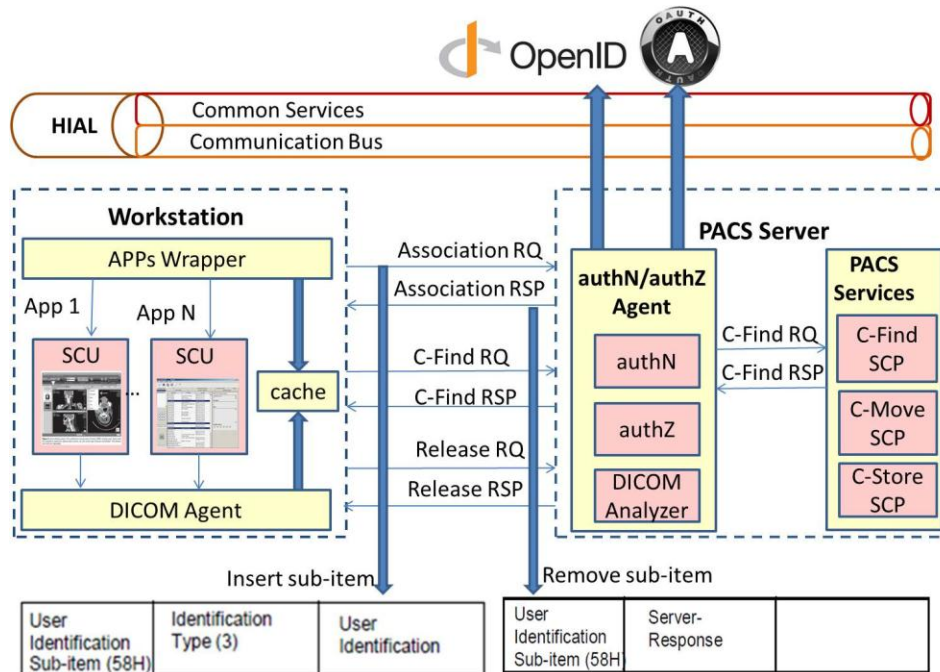 OpenID
OAUTH
A
OAUTH
HIAL
Common Services
Communication Bus
Workstation
APPs Wrapper
App 1
App N
SCU
SCU
...
cache
DICOM Agent
Association RQ
Association RSP
C-Find RQ
C-Find RSP
Release RQ
Release RSP
PACS Server
authN/authZ
Agent
authN
authZ
DICOM
Analyzer
C-Find RQ
C-Find RSP
PACS
Services
C-Find
SCP
C-Move
SCP
C-Store
SCP
Insert sub-item
Remove sub-item
User
Identification
Sub-item (58H)
Identification
Type (3)
User
Identification
User
Identification
Sub-item (58H)
Server-
Response